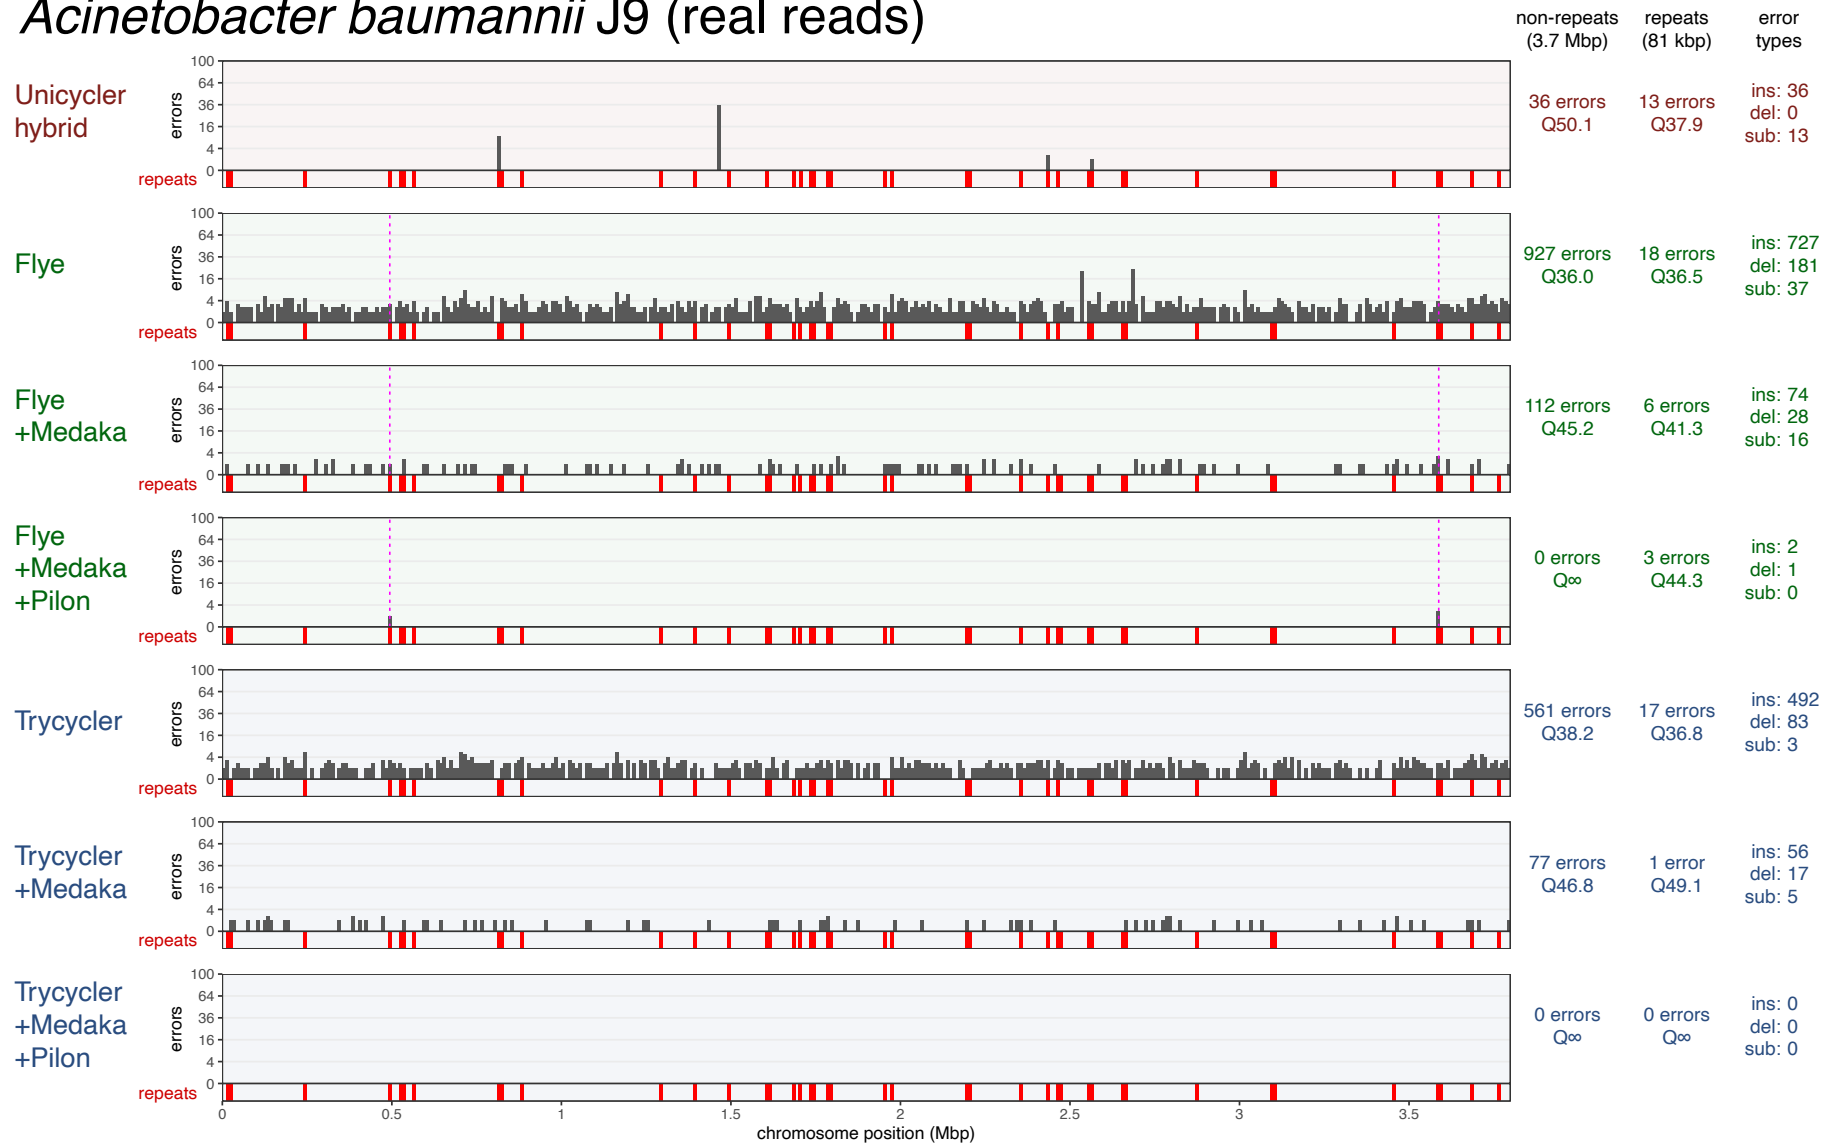 Acinetobacter baumannii J9 (real reads)
non-repeats
(3.7 Mbp)
repeats
(81 kbp)
error
types
Unicycler
hybrid
errors
100
64
36
16
4
0
repeats
36 errors
Q50.1
13 errors
Q37.9
ins: 36
del: 0
sub: 13
Flye
errors
100
64
36
16
4
0
repeats
927 errors
Q36.0
18 errors
Q36.5
ins: 727
del: 181
sub: 37
Flye
+Medaka
errors
100
64
36
16
4
0
repeats
112 errors
Q45.2
6 errors
Q41.3
ins: 74
del: 28
sub: 16
Flye
+Medaka
+Pilon
errors
100
64
36
16
4
0
repeats
0 errors
Q∞
3 errors
Q44.3
ins: 2
del: 1
sub: 0
Trycycler
errors
100
64
36
16
4
0
repeats
561 errors
Q38.2
17 errors
Q36.8
ins: 492
del: 83
sub: 3
Trycycler
+Medaka
errors
100
64
36
16
4
0
repeats
77 errors
Q46.8
1 error
Q49.1
ins: 56
del: 17
sub: 5
Trycycler
+Medaka
+Pilon
errors
100
64
36
16
4
0
repeats
0 errors
Q∞
0 errors
Q∞
ins: 0
del: 0
sub: 0
0
0.5
1
1.5
2
2.5
3
3.5
chromosome position (Mbp)